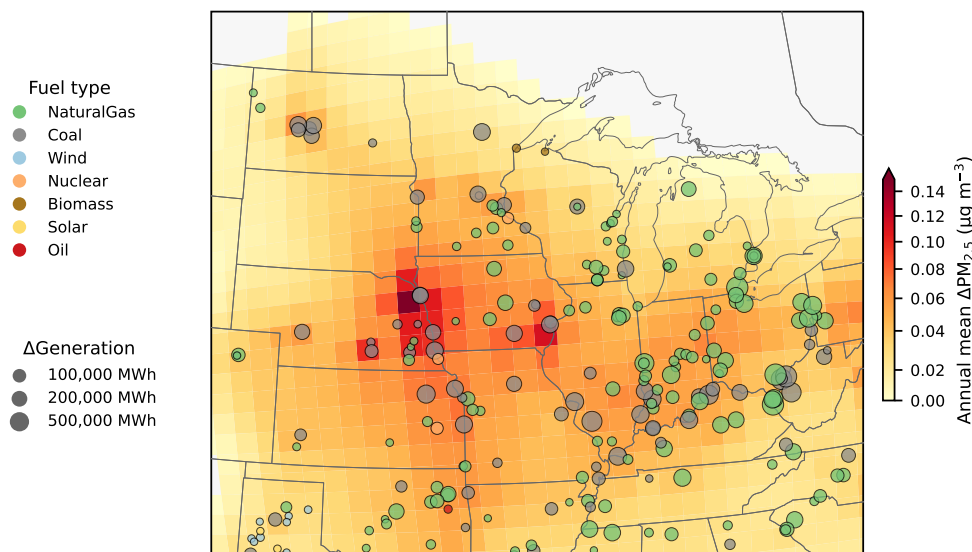 Fuel type
NaturalGas
Coal
Wind
Nuclear
Biomass
Solar
Oil
ΔGeneration
100,000 MWh
200,000 MWh
500,000 MWh
0.14
0.12
0.10
0.08
0.06
0.04
0.02
0.00
Annual mean ΔPM2.5 (µg m−3)